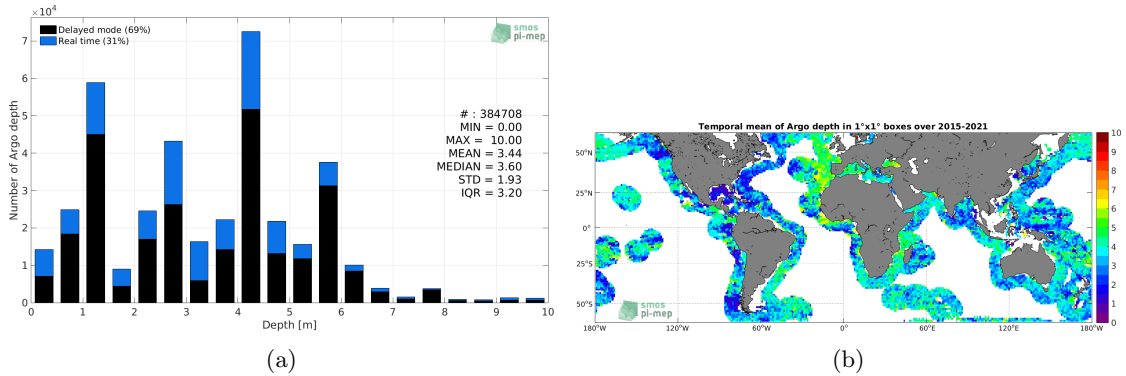 ×10⁴
Delayed mode (69%)
Real time (31%)
smos
pi-mep
7
6
5
4
3
2
1
0
Number of Argo depth
# : 384708
MIN = 0.00
MAX = 10.00
MEAN = 3.44
MEDIAN = 3.60
STD = 1.93
IQR = 3.20
0 1 2 3 4 5 6 7 8 9 10
Depth [m]
(a)
Temporal mean of Argo depth in 1°x1° boxes over 2015-2021
50°N
25°N
0°
25°S
50°S
smos
pi-mep
180°W 120°W 60°W 0° 60°E 120°E 180°W
10
9
8
7
6
5
4
3
2
1
0
(b)